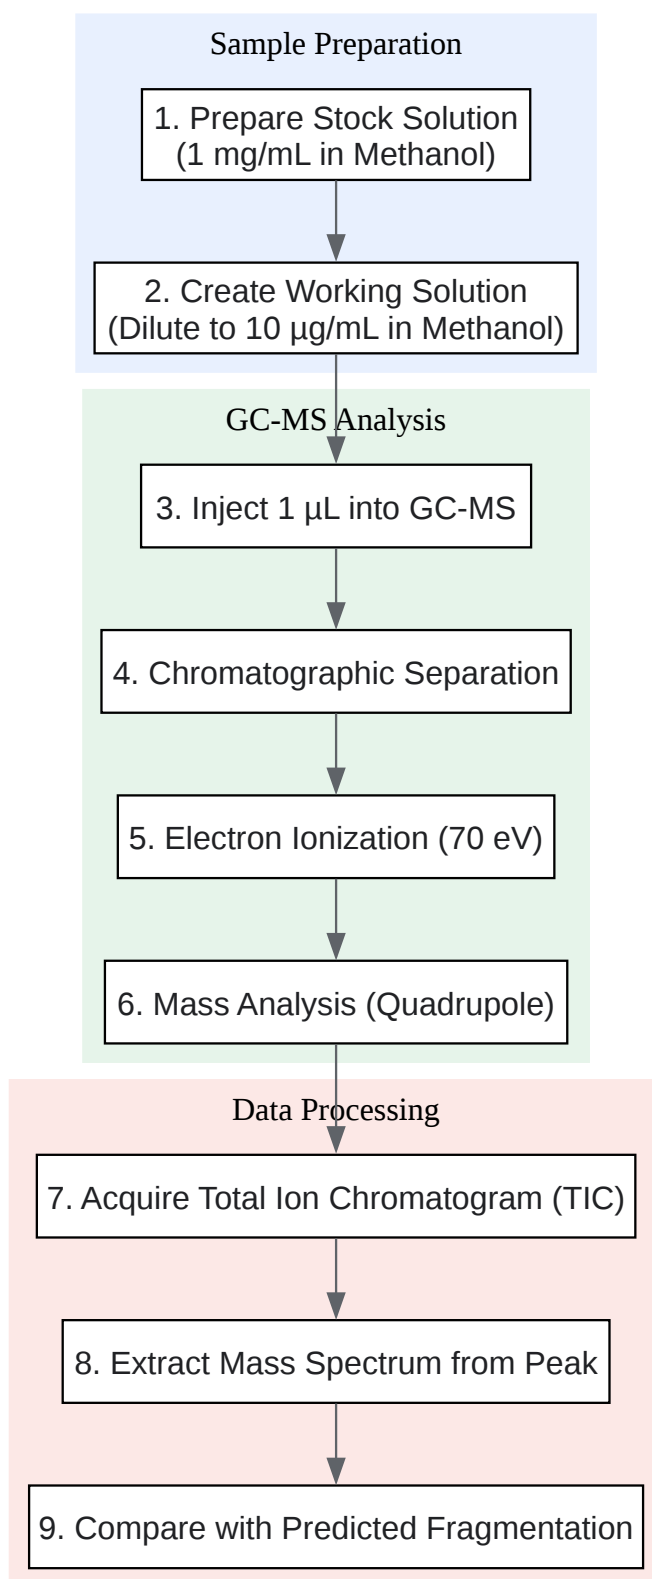 Sample Preparation
1. Prepare Stock Solution
(1 mg/mL in Methanol)
2. Create Working Solution
(Dilute to 10 µg/mL in Methanol)
GC-MS Analysis
3. Inject 1 µL into GC-MS
4. Chromatographic Separation
5. Electron Ionization (70 eV)
6. Mass Analysis (Quadrupole)
Data Processing
7. Acquire Total Ion Chromatogram (TIC)
8. Extract Mass Spectrum from Peak
9. Compare with Predicted Fragmentation